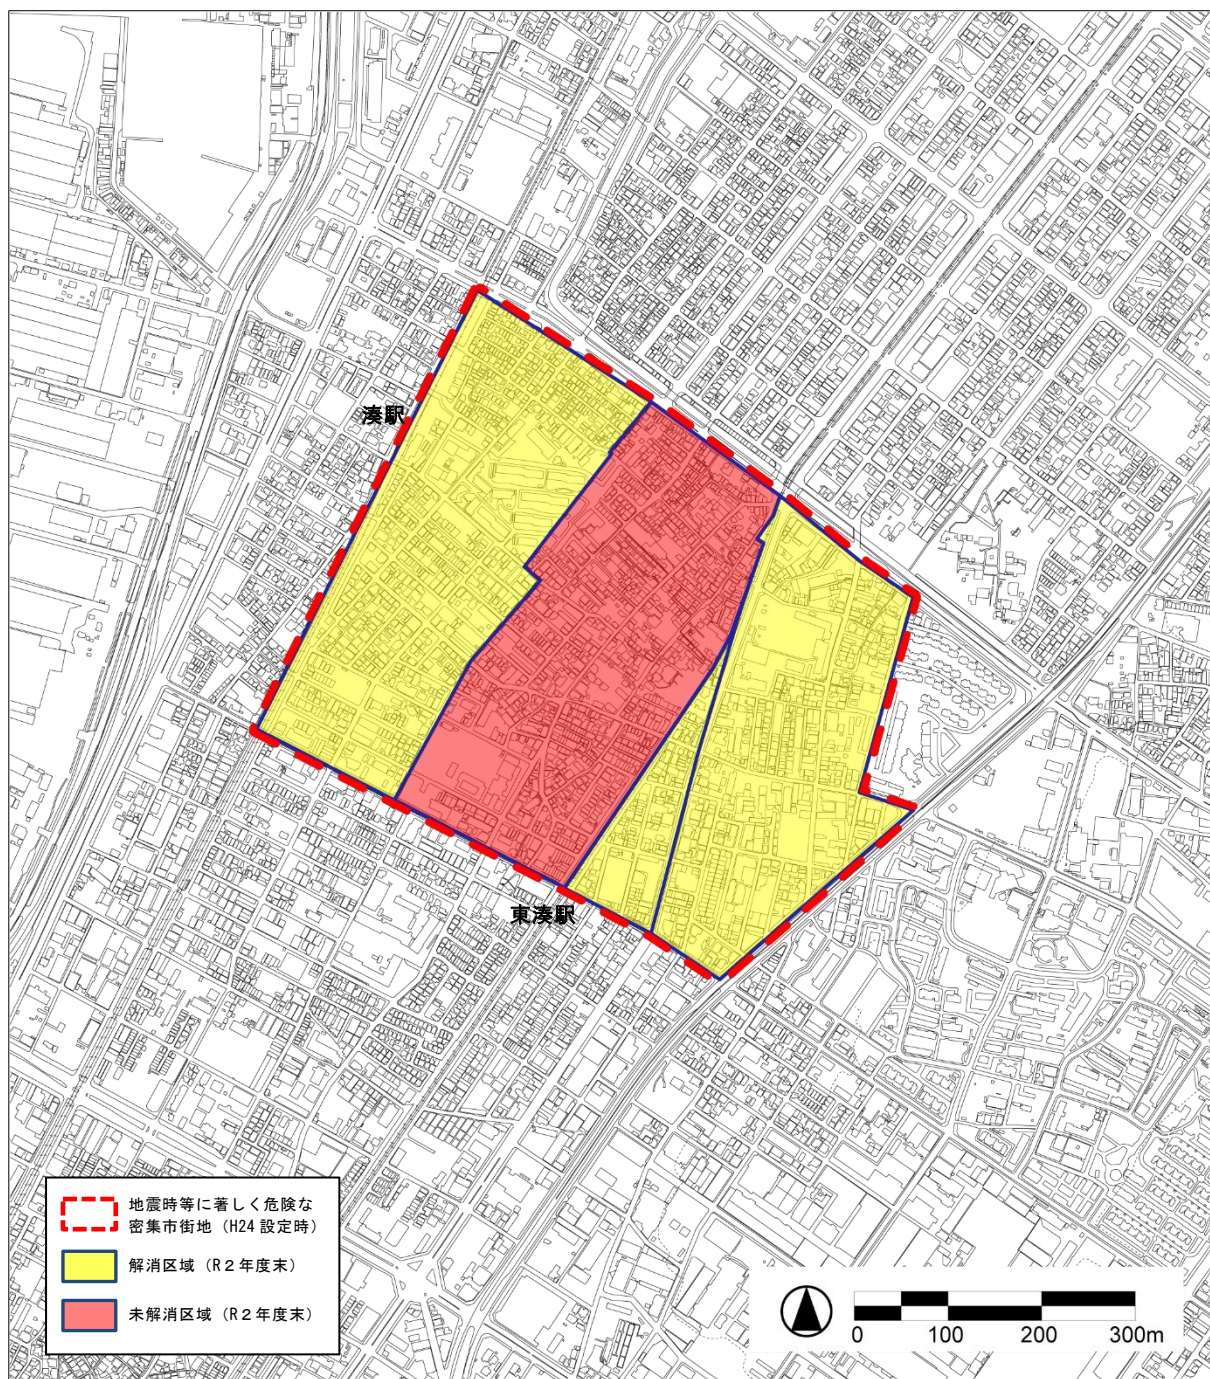 湊駅
東湊駅
地震時等に著しく危険な
密集市街地（H24 設定時）
解消区域（R２年度末）
未解消区域（R２年度末）
0 100 200 300m